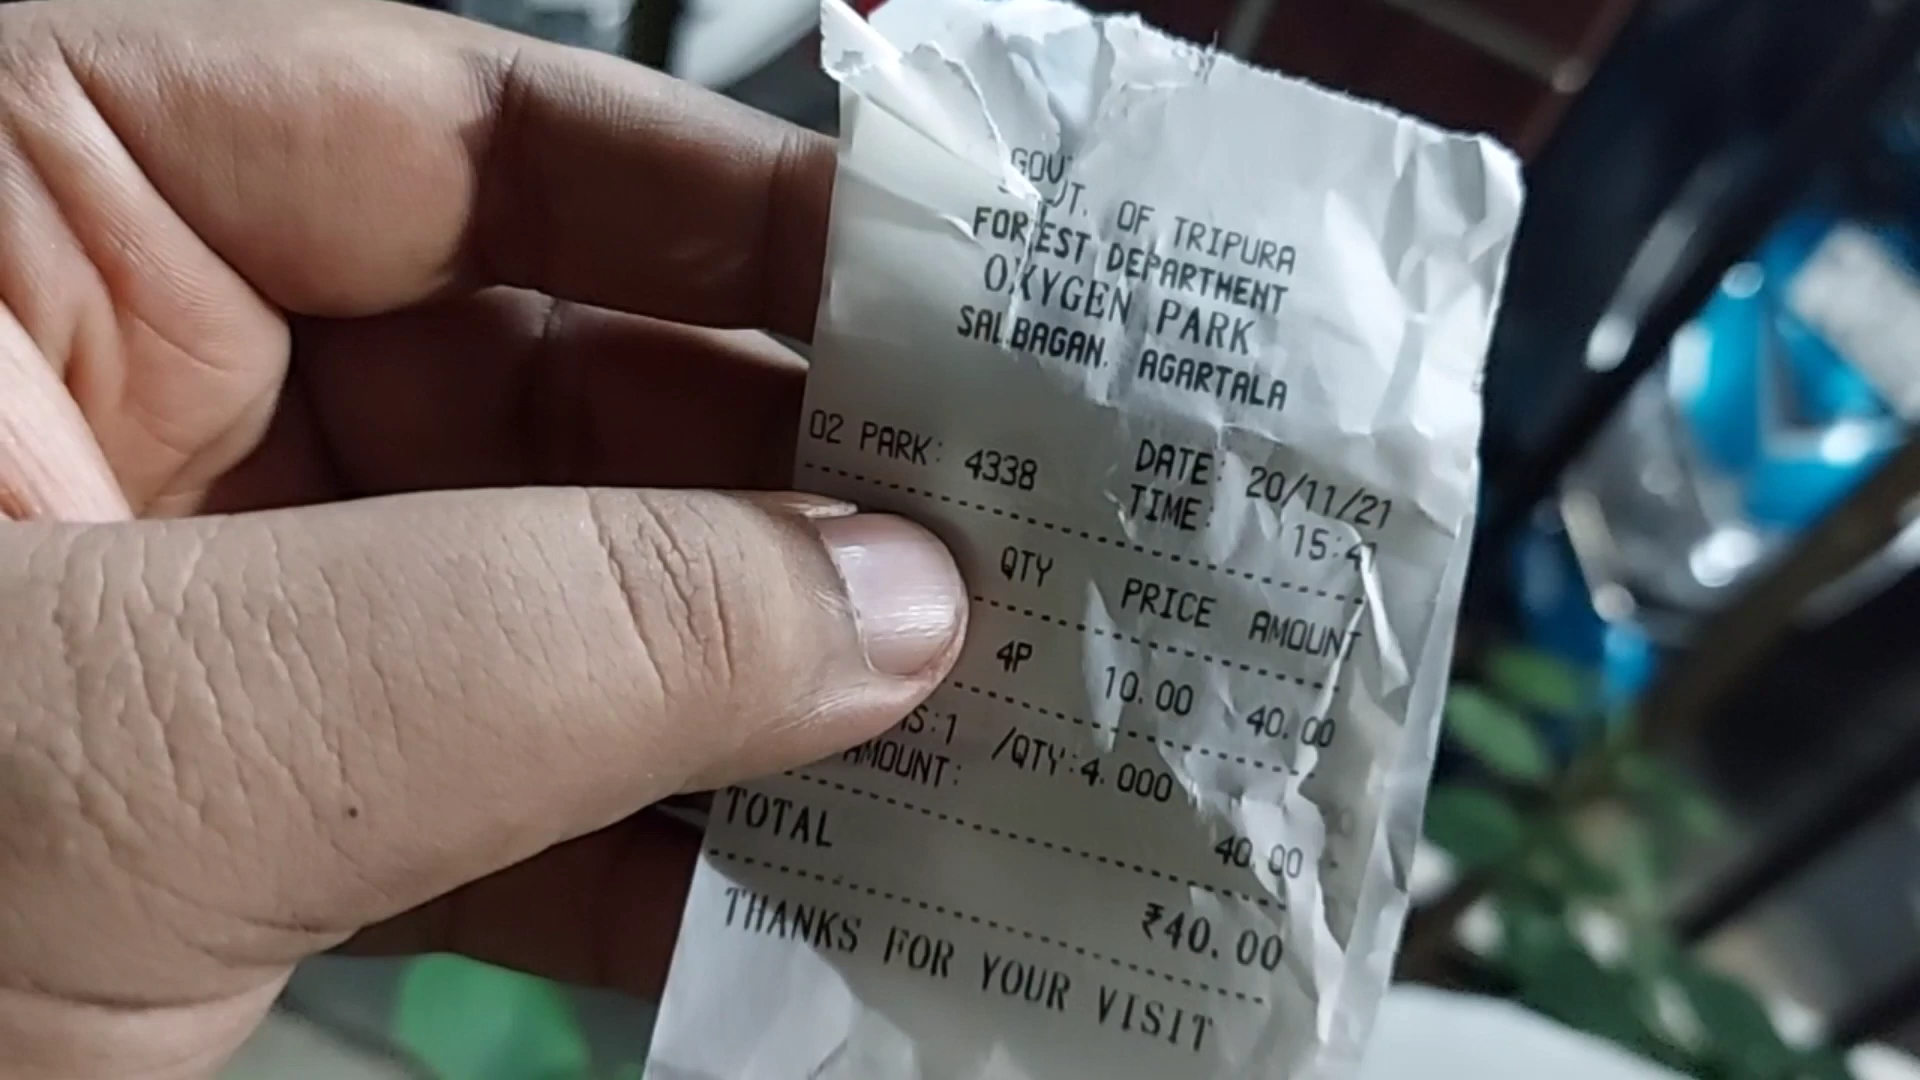 GOVT. OF TRIPURA
FOREST DEPARTMENT
OXYGEN PARK
SALBAGAN. AGARTALA
O2 PARK: 4338 DATE: 20/11/21
TIME: 15:41
QTY PRICE AMOUNT
4P 10.00 40.00
/QTY:4.000
AMOUNT: 40.00
TOTAL ₹40.00
THANKS FOR YOUR VISIT